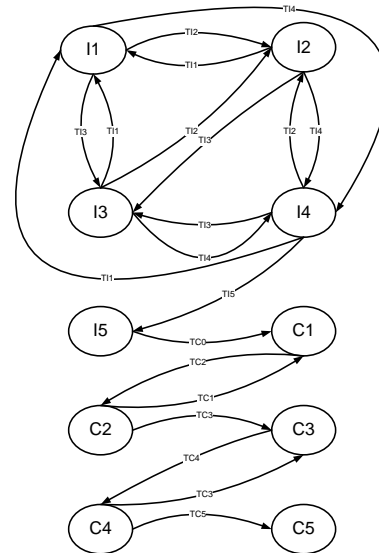 TI4
I1
TI2
I2
TI1
TI3
TI1
TI2
TI3
TI2
TI4
I3
TI3
I4
TI4
TI1
TI5
I5
TC0
C1
TC2
TC1
C2
TC3
C3
TC4
TC3
C4
TC5
C5